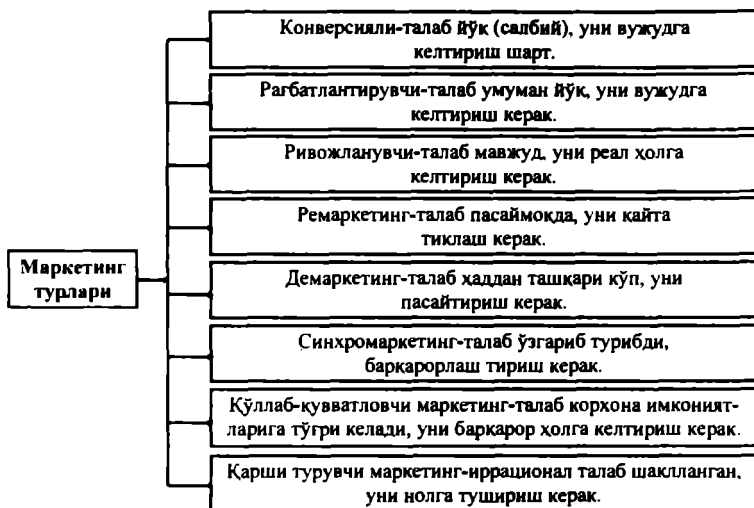 Конверсияли-талаб йўқ (салбий), уни вужудга
келтириш шарт.
Рағбатлантирувчи-талаб умуман йўқ, уни вужудга
келтириш керак.
Ривожланувчи-талаб мавжуд, уни реал ҳолга
келтириш керак.
Ремаркетинг-талаб пасаймоқда, уни қайта
тиклаш керак.
Маркетинг
турлари
Демаркетинг-талаб ҳаддан ташқари кўп, уни
пасайтириш керак.
Синхромаркетинг-талаб ўзгариб турибди,
барқарорлаш тириш керак.
Қўллаб-қувватловчи маркетинг-талаб корхона имконият-
ларига тўғри келади, уни барқарор ҳолга келтириш керак.
Қарши турувчи маркетинг-иррационал талаб шаклланган,
уни нолга тушириш керак.